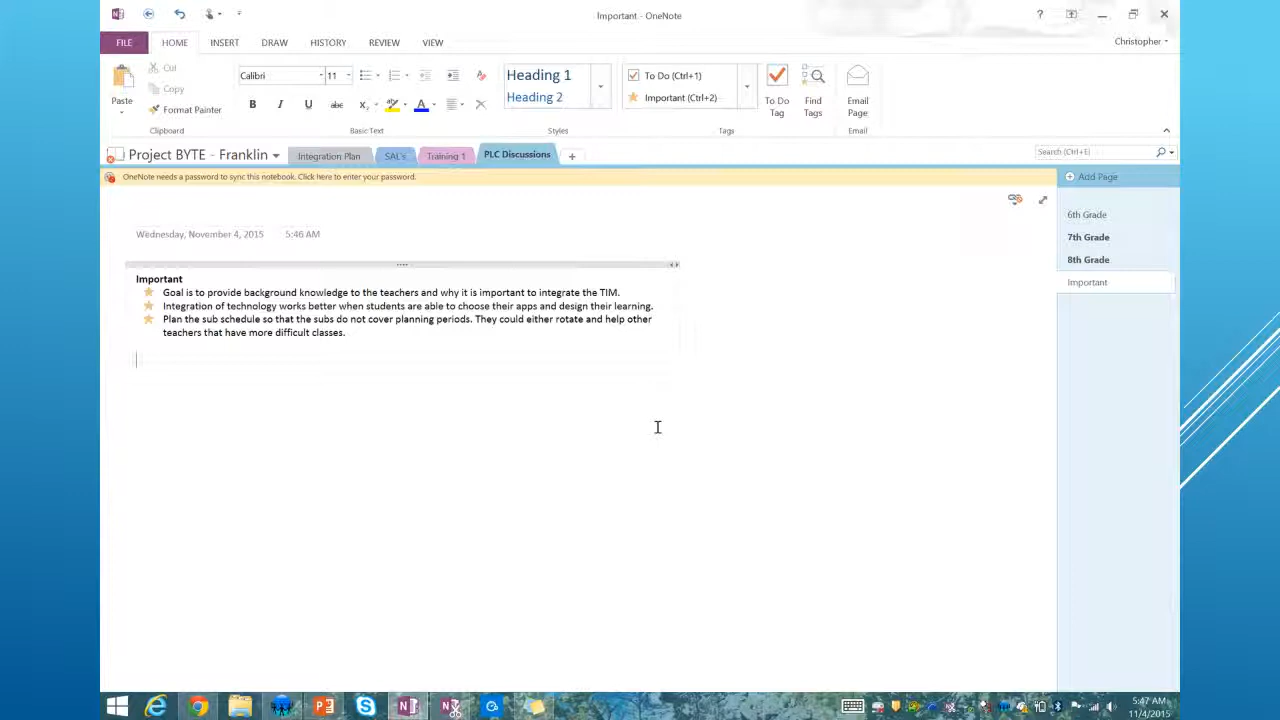 Important - OneNote
?
Christopher
FILE HOME INSERT DRAW HISTORY REVIEW VIEW
Paste
Cut
Copy
Format Painter
Clipboard
Calibri 11
B I U abc X₂ A
Basic Text
Heading 1
Heading 2
Styles
To Do (Ctrl+1)
Important (Ctrl+2)
Tags
To Do
Tag
Find
Tags
Email
Page
Email
Project BYTE - Franklin Integration Plan SAL's Training 1 PLC Discussions
Search (Ctrl+E)
OneNote needs a password to sync this notebook. Click here to enter your password.
Add Page
6th Grade
7th Grade
8th Grade
Important
Wednesday, November 4, 2015 5:46 AM
Important
Goal is to provide background knowledge to the teachers and why it is important to integrate the TIM.
Integration of technology works better when students are able to choose their apps and design their learning.
Plan the sub schedule so that the subs do not cover planning periods. They could either rotate and help other
teachers that have more difficult classes.
5:47 AM
11/4/2015